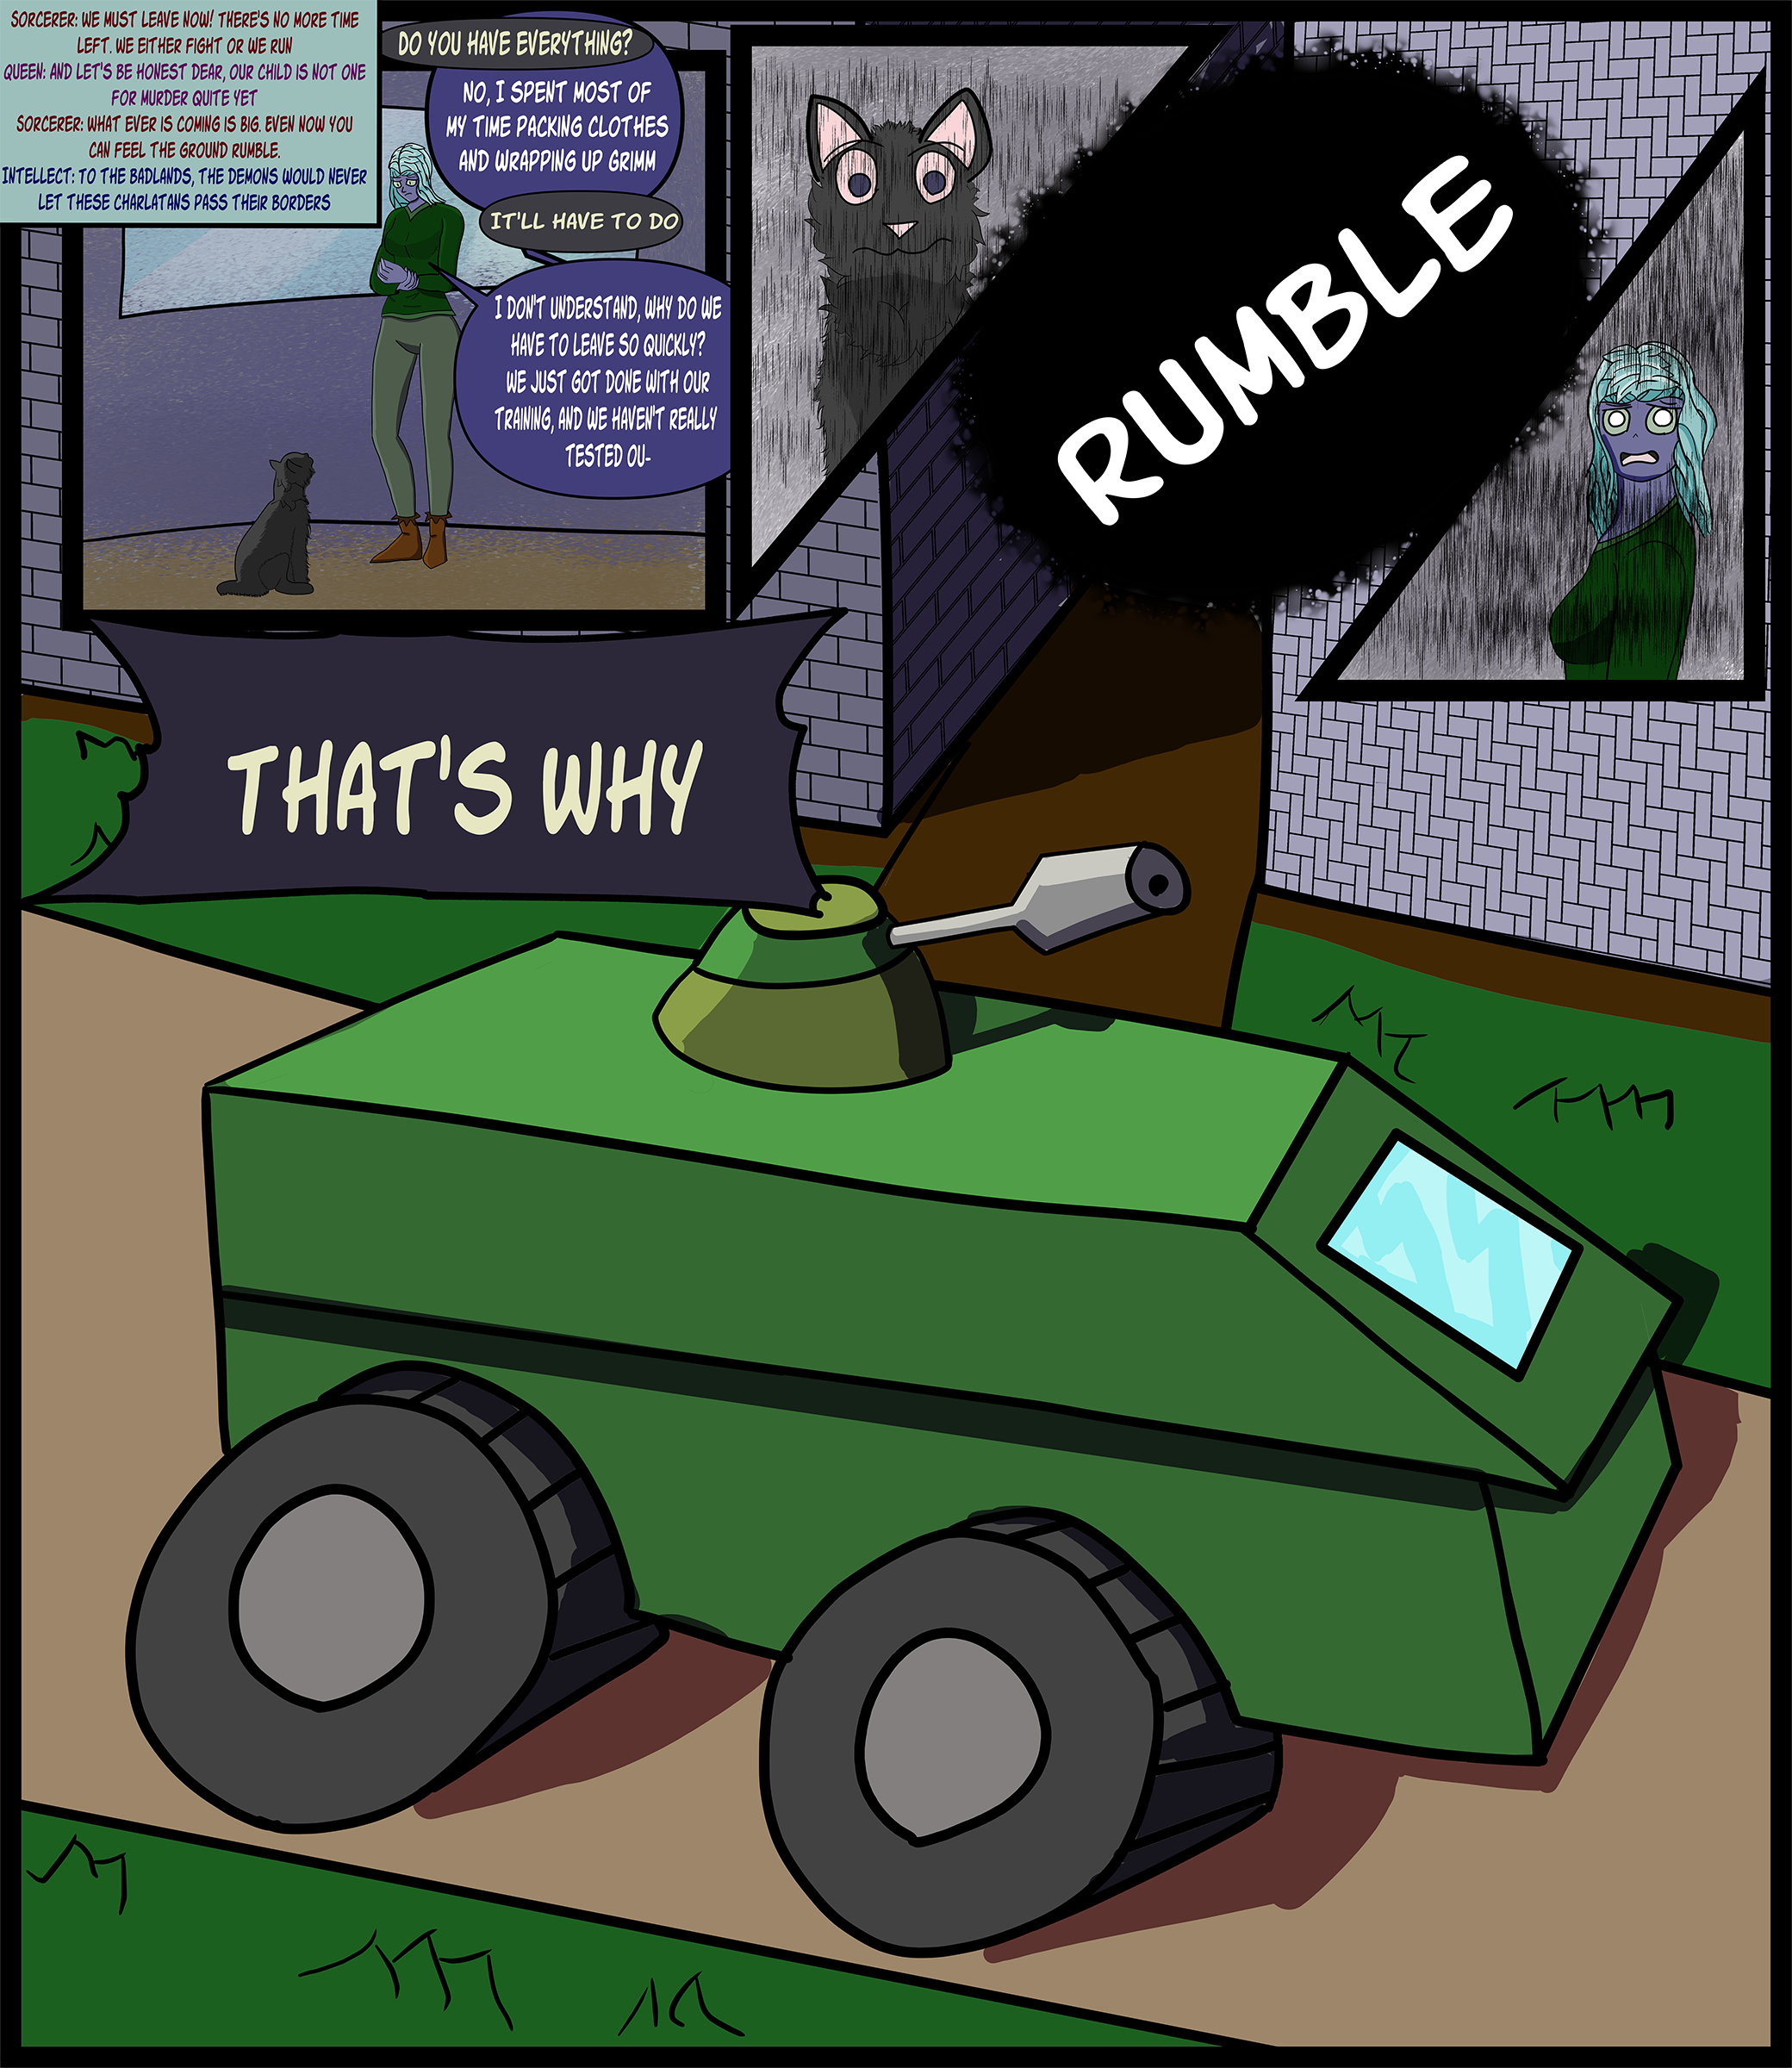 SORCERER: WE MUST LEAVE NOW! THERE'S NO MORE TIME
LEFT. WE EITHER FIGHT OR WE RUN
QUEEN: AND LET'S BE HONEST DEAR, OUR CHILD IS NOT ONE
FOR MURDER QUITE YET
SORCERER: WHAT EVER IS COMING IS BIG. EVEN NOW YOU
CAN FEEL THE GROUND RUMBLE.
INTELLECT: TO THE BADLANDS, THE DEMONS WOULD NEVER
LET THESE CHARLATANS PASS THEIR BORDERS
DO YOU HAVE EVERYTHING?
NO, I SPENT MOST OF
MY TIME PACKING CLOTHES
AND WRAPPING UP GRIMM
IT'LL HAVE TO DO
I DON'T UNDERSTAND, WHY DO WE
HAVE TO LEAVE SO QUICKLY?
WE JUST GOT DONE WITH OUR
TRAINING, AND WE HAVEN'T REALLY
TESTED OU-
RUMBLE
THAT'S WHY